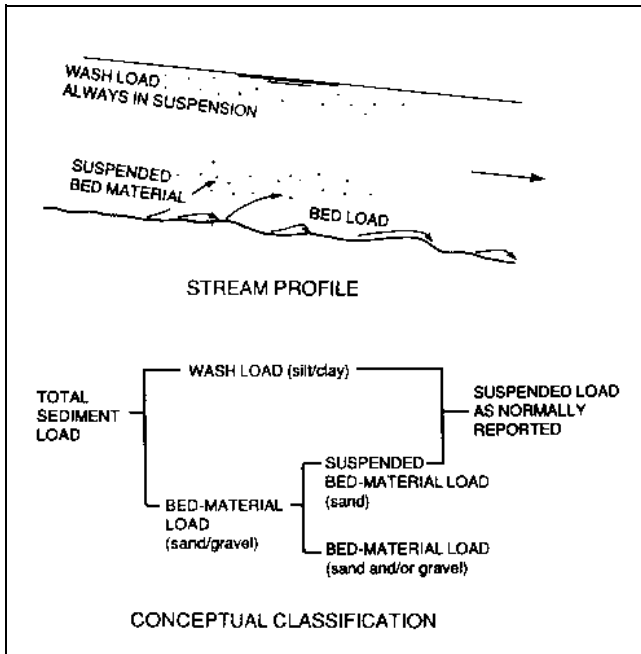 WASH LOAD
ALWAYS IN SUSPENSION
SUSPENDED
BED MATERIAL
BED LOAD
STREAM PROFILE
WASH LOAD (silt/clay)
TOTAL
SEDIMENT
LOAD
SUSPENDED LOAD
AS NORMALLY
REPORTED
SUSPENDED
BED-MATERIAL LOAD
(sand)
BED-MATERIAL
LOAD
(sand/gravel)
BED-MATERIAL LOAD
(sand and/or gravel)
CONCEPTUAL CLASSIFICATION